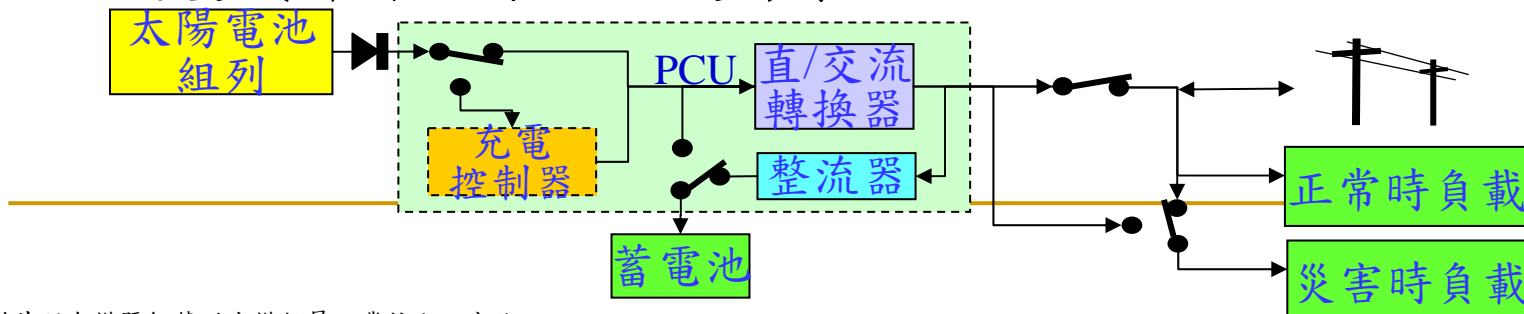 太陽電池
組列
PCU
直/交流
轉換器
充電
控制器
整流器
蓄電池
正常時負載
災害時負載